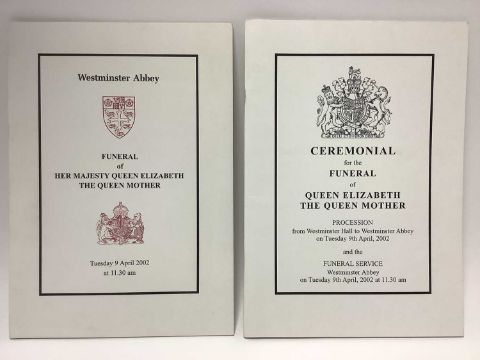 Westminster Abbey
FUNERAL
of
HER MAJESTY QUEEN ELIZABETH
THE QUEEN MOTHER
Tuesday 9 April 2002
at 11.30 am
CEREMONIAL
for the
FUNERAL
of
QUEEN ELIZABETH
THE QUEEN MOTHER
PROCESSION
from Westminster Hall to Westminster Abbey
on Tuesday 9th April, 2002
and the
FUNERAL SERVICE
Westminster Abbey
on Tuesday 9th April, 2002 at 11.30 am